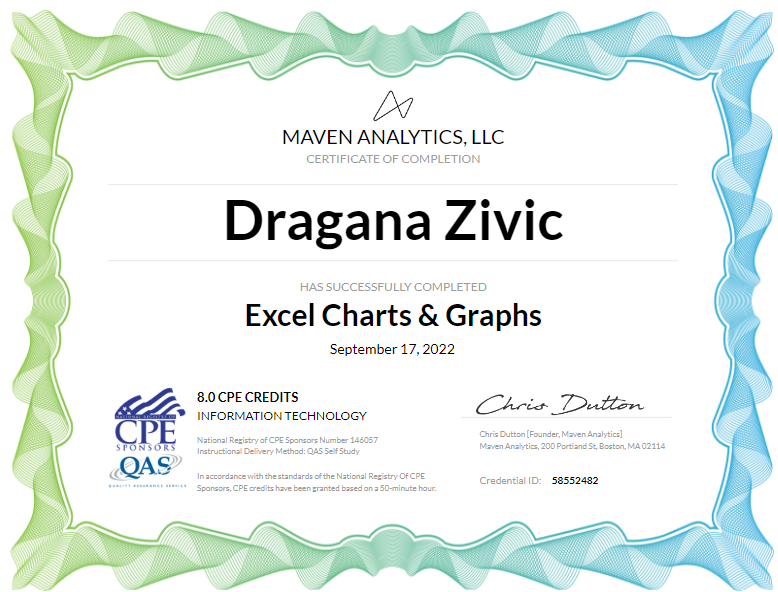 MAVEN ANALYTICS, LLC
CERTIFICATE OF COMPLETION
Dragana Zivic
HAS SUCCESSFULLY COMPLETED
Excel Charts & Graphs
September 17, 2022
NATIONAL REGISTRY OF
CPE
SPONSORS
QAS
QUALITY ASSURANCE SERVICE
8.0 CPE CREDITS
INFORMATION TECHNOLOGY
National Registry of CPE Sponsors Number 146057
Instructional Delivery Method: QAS Self Study
In accordance with the standards of the National Registry Of CPE
Sponsors, CPE credits have been granted based on a 50-minute hour.
Chris Dutton
Chris Dutton [Founder, Maven Analytics]
Maven Analytics, 200 Portland St, Boston, MA 02114
Credential ID: 58552482